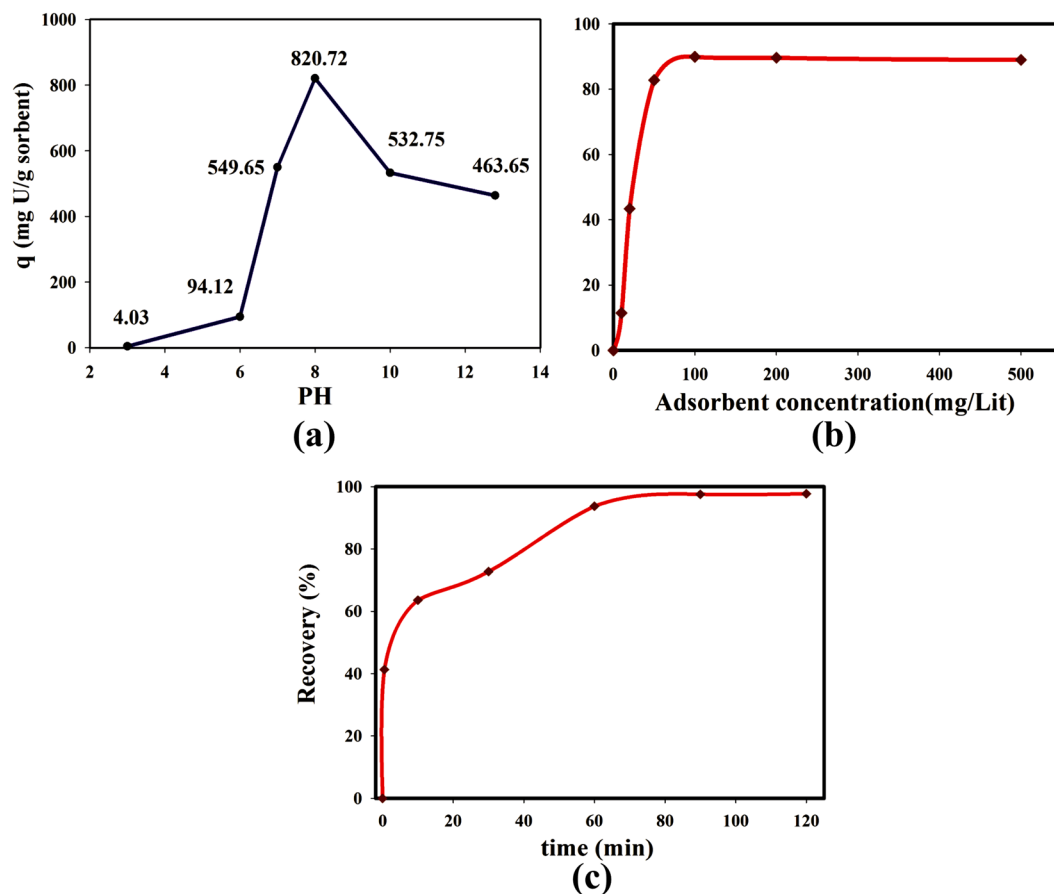 1000
800
600
400
200
0
q (mg U/g sorbent)
820.72
549.65
532.75
463.65
94.12
4.03
2 4 6 8 10 12 14
PH
(a)
100
80
60
40
20
0
0 100 200 300 400 500
Adsorbent concentration(mg/Lit)
(b)
100
80
60
40
20
0
Recovery (%)
0 20 40 60 80 100 120
time (min)
(c)